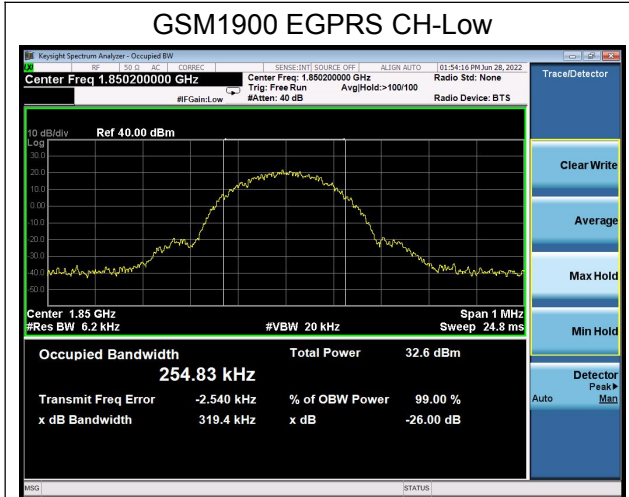 GSM1900 EGPRS CH-Low
Keysight Spectrum Analyzer - Occupied BW
RF 50 Ω AC CORREC SENSE:INT SOURCE OFF ALIGN AUTO 01:54:16 PM Jun 28, 2022
Center Freq 1.850200000 GHz
Center Freq: 1.850200000 GHz
Radio Std: None
Trace/Detector
Trig: Free Run Avg|Hold:>100/100
#IFGain:Low
#Atten: 40 dB
Radio Device: BTS
10 dB/div Ref 40.00 dBm
Log
30.0
20.0
10.0
0.00
-10.0
-20.0
-30.0
-40.0
-50.0
Center 1.85 GHz
Span 1 MHz
#Res BW 6.2 kHz
#VBW 20 kHz
Sweep 24.8 ms
Occupied Bandwidth
254.83 kHz
Total Power 32.6 dBm
Transmit Freq Error -2.540 kHz
% of OBW Power 99.00 %
x dB Bandwidth 319.4 kHz
x dB -26.00 dB
Clear Write
Average
Max Hold
Min Hold
Detector
Peak▶
Auto Man
MSG
STATUS